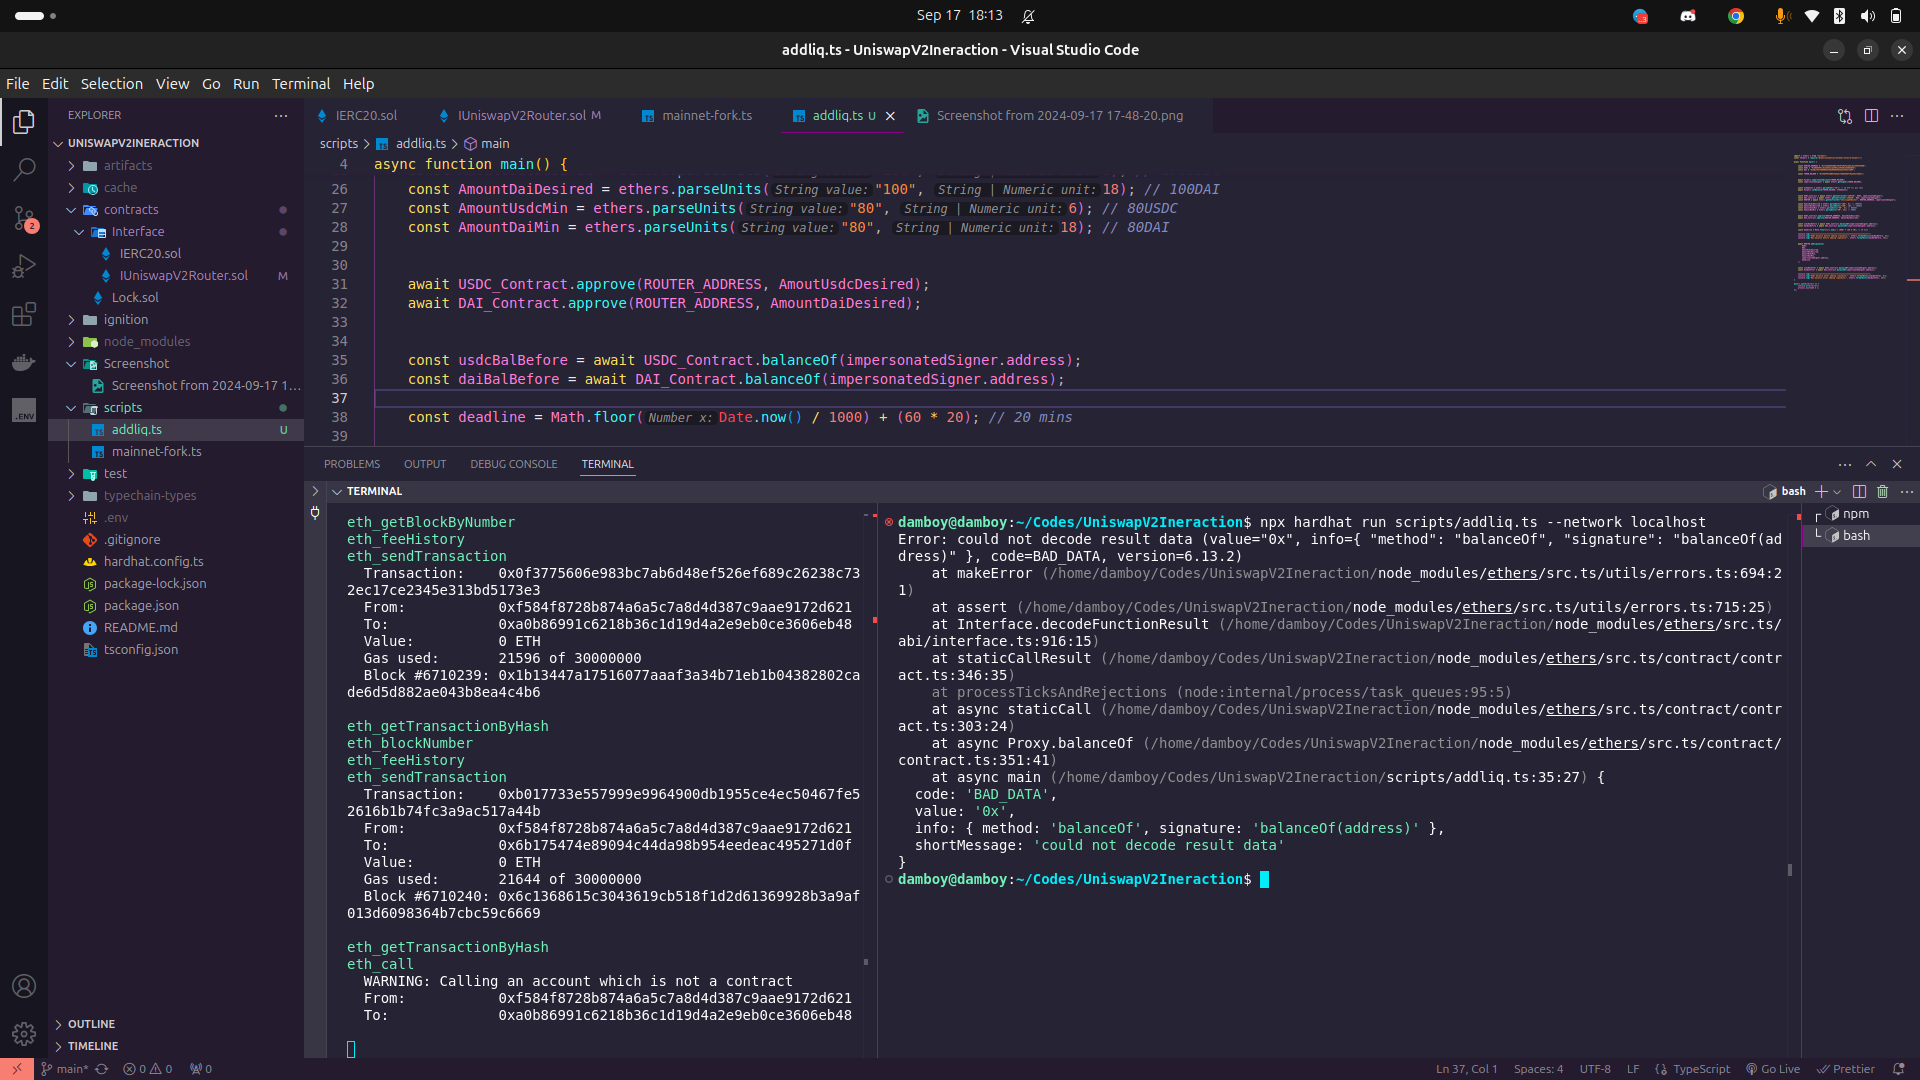 Sep 17 18:13
addliq.ts - UniswapV2Ineraction - Visual Studio Code
File Edit Selection View Go Run Terminal Help
EXPLORER
UNISWAPV2INERACTION
artifacts
cache
contracts
Interface
IERC20.sol
IUniswapV2Router.sol M
Lock.sol
ignition
node_modules
Screenshot
Screenshot from 2024-09-17 1...
scripts
addliq.ts U
mainnet-fork.ts
test
typechain-types
.env
.gitignore
hardhat.config.ts
package-lock.json
package.json
README.md
tsconfig.json
OUTLINE
TIMELINE
2
.ENV
IERC20.sol IUniswapV2Router.sol M mainnet-fork.ts addliq.ts U Screenshot from 2024-09-17 17-48-20.png
scripts > addliq.ts > main
4 async function main() {
26 const AmountDaiDesired = ethers.parseUnits(String value: "100", String | Numeric unit: 18); // 100DAI
27 const AmountUsdcMin = ethers.parseUnits(String value: "80", String | Numeric unit: 6); // 80USDC
28 const AmountDaiMin = ethers.parseUnits(String value: "80", String | Numeric unit: 18); // 80DAI
29
30
31 await USDC_Contract.approve(ROUTER_ADDRESS, AmoutUsdcDesired);
32 await DAI_Contract.approve(ROUTER_ADDRESS, AmountDaiDesired);
33
34
35 const usdcBalBefore = await USDC_Contract.balanceOf(impersonatedSigner.address);
36 const daiBalBefore = await DAI_Contract.balanceOf(impersonatedSigner.address);
37
38 const deadline = Math.floor(Number x: Date.now() / 1000) + (60 * 20); // 20 mins
39
PROBLEMS OUTPUT DEBUG CONSOLE TERMINAL
TERMINAL
bash
eth_getBlockByNumber
eth_feeHistory
eth_sendTransaction
Transaction: 0x0f3775606e983bc7ab6d48ef526ef689c26238c73
2ec17ce2345e313bd5173e3
From: 0xf584f8728b874a6a5c7a8d4d387c9aae9172d621
To: 0xa0b86991c6218b36c1d19d4a2e9eb0ce3606eb48
Value: 0 ETH
Gas used: 21596 of 30000000
Block #6710239: 0x1b13447a17516077aaaf3a34b71eb1b04382802ca
de6d5d882ae043b8ea4c4b6
eth_getTransactionByHash
eth_blockNumber
eth_feeHistory
eth_sendTransaction
Transaction: 0xb017733e557999e9964900db1955ce4ec50467fe5
2616b1b74fc3a9ac517a44b
From: 0xf584f8728b874a6a5c7a8d4d387c9aae9172d621
To: 0x6b175474e89094c44da98b954eedeac495271d0f
Value: 0 ETH
Gas used: 21644 of 30000000
Block #6710240: 0x6c1368615c3043619cb518f1d2d61369928b3a9af
013d6098364b7cbc59c6669
eth_getTransactionByHash
eth_call
WARNING: Calling an account which is not a contract
From: 0xf584f8728b874a6a5c7a8d4d387c9aae9172d621
To: 0xa0b86991c6218b36c1d19d4a2e9eb0ce3606eb48
damboy@damboy:~/Codes/UniswapV2Ineraction$ npx hardhat run scripts/addliq.ts --network localhost
Error: could not decode result data (value="0x", info={ "method": "balanceOf", "signature": "balanceOf(ad
dress)" }, code=BAD_DATA, version=6.13.2)
at makeError (/home/damboy/Codes/UniswapV2Ineraction/node_modules/ethers/src.ts/utils/errors.ts:694:2
1)
at assert (/home/damboy/Codes/UniswapV2Ineraction/node_modules/ethers/src.ts/utils/errors.ts:715:25)
at Interface.decodeFunctionResult (/home/damboy/Codes/UniswapV2Ineraction/node_modules/ethers/src.ts/
abi/interface.ts:916:15)
at staticCallResult (/home/damboy/Codes/UniswapV2Ineraction/node_modules/ethers/src.ts/contract/contr
act.ts:346:35)
at processTicksAndRejections (node:internal/process/task_queues:95:5)
at async staticCall (/home/damboy/Codes/UniswapV2Ineraction/node_modules/ethers/src.ts/contract/contr
act.ts:303:24)
at async Proxy.balanceOf (/home/damboy/Codes/UniswapV2Ineraction/node_modules/ethers/src.ts/contract/
contract.ts:351:41)
at async main (/home/damboy/Codes/UniswapV2Ineraction/scripts/addliq.ts:35:27) {
code: 'BAD_DATA',
value: '0x',
info: { method: 'balanceOf', signature: 'balanceOf(address)' },
shortMessage: 'could not decode result data'
}
damboy@damboy:~/Codes/UniswapV2Ineraction$
npm
bash
main* 0 0 0
Ln 37, Col 1 Spaces: 4 UTF-8 LF TypeScript Go Live Prettier